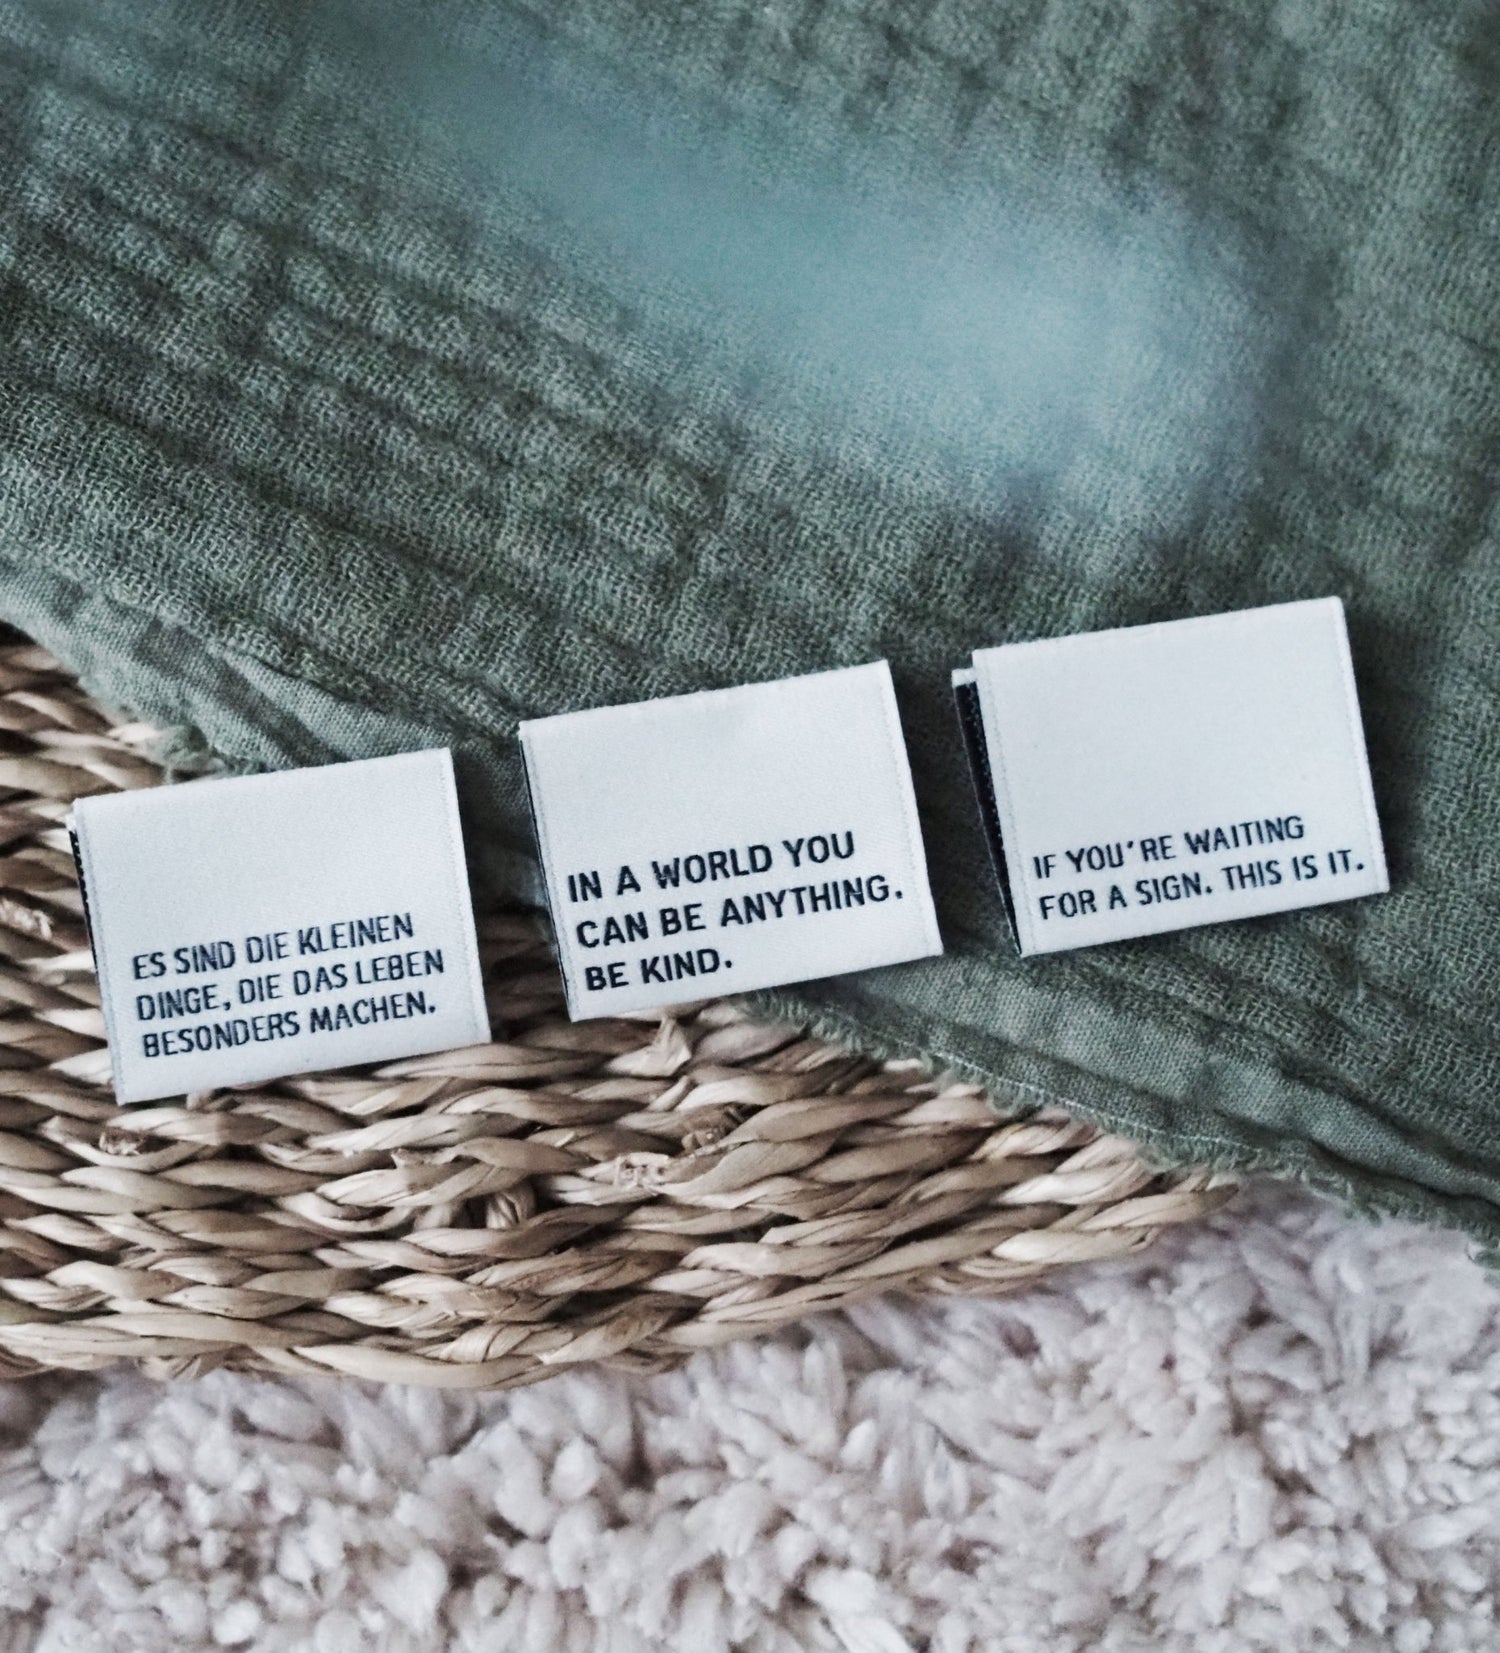 ES SIND DIE KLEINEN
DINGE, DIE DAS LEBEN
BESONDERS MACHEN.
IN A WORLD YOU
CAN BE ANYTHING.
BE KIND.
IF YOU'RE WAITING
FOR A SIGN. THIS IS IT.